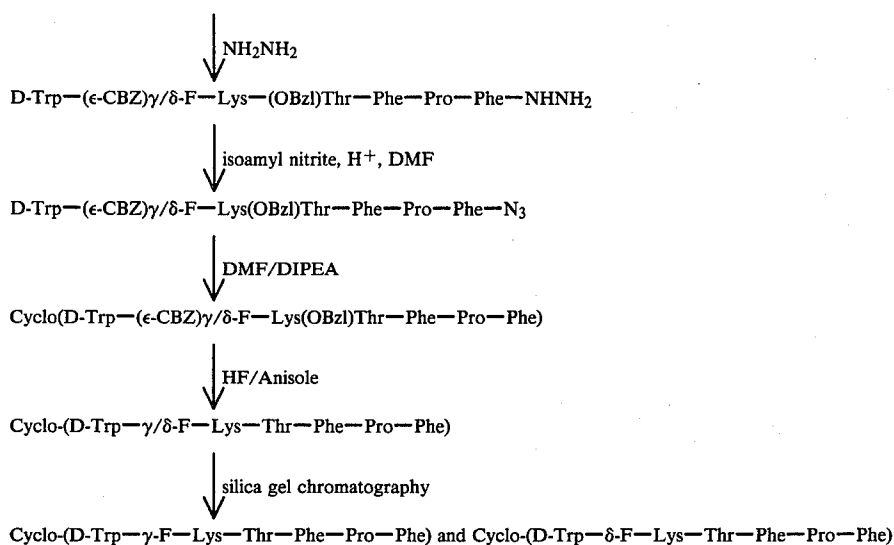 NH2NH2
D-Trp—(ϵ-CBZ)γ/δ-F—Lys—(OBzl)Thr—Phe—Pro—Phe—NHNH2
isoamyl nitrite, H+, DMF
D-Trp—(ϵ-CBZ)γ/δ-F—Lys(OBzl)Thr—Phe—Pro—Phe—N3
DMF/DIPEA
Cyclo(D-Trp—(ϵ-CBZ)γ/δ-F—Lys(OBzl)Thr—Phe—Pro—Phe)
HF/Anisole
Cyclo-(D-Trp—γ/δ-F—Lys—Thr—Phe—Pro—Phe)
silica gel chromatography
Cyclo-(D-Trp—γ-F—Lys—Thr—Phe—Pro—Phe) and Cyclo-(D-Trp—δ-F—Lys—Thr—Phe—Pro—Phe)